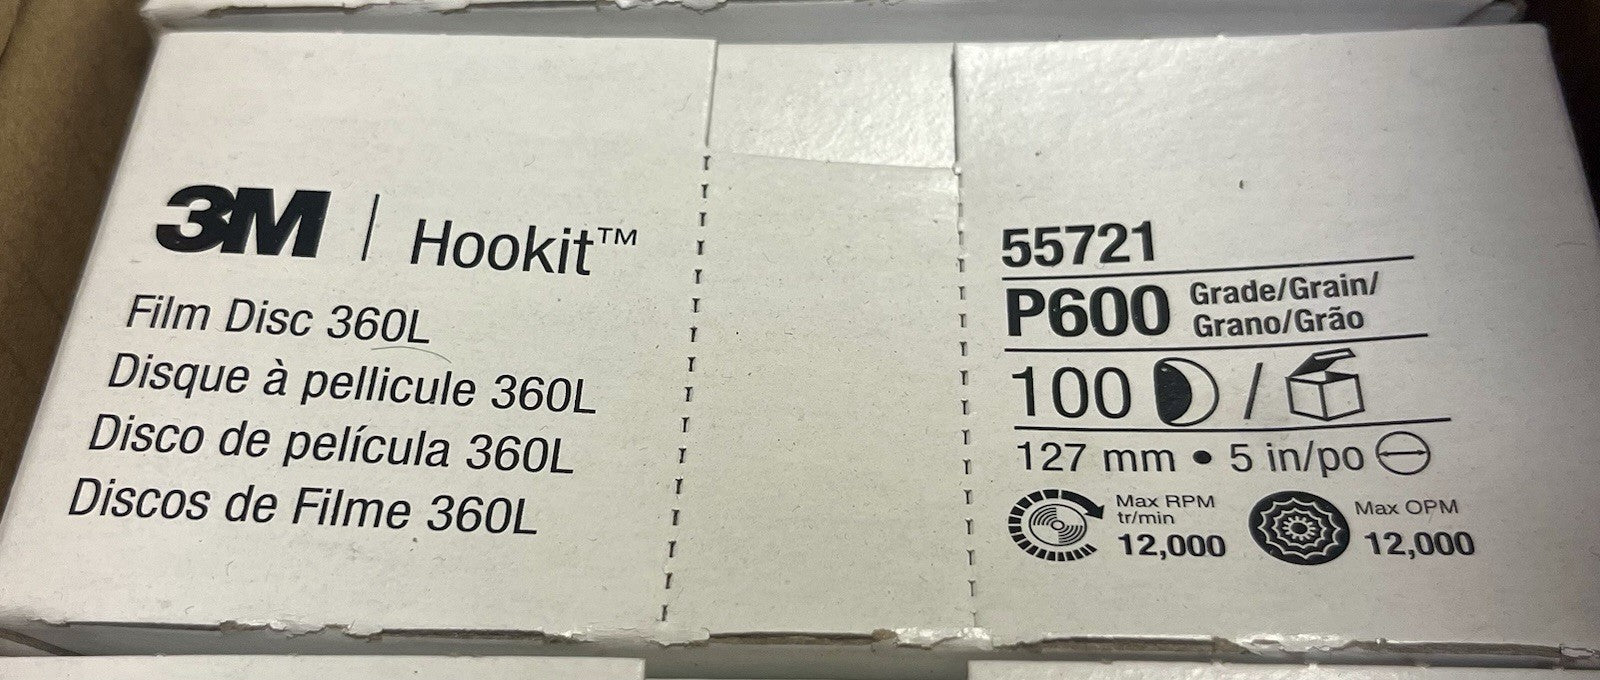 3M | Hookit™
Film Disc 360L
Disque à pellicule 360L
Disco de película 360L
Discos de Filme 360L
55721
P600 Grade/Grain/
Grano/Grão
100 /
127 mm • 5 in/po
Max RPM
tr/min
12,000
Max OPM
12,000